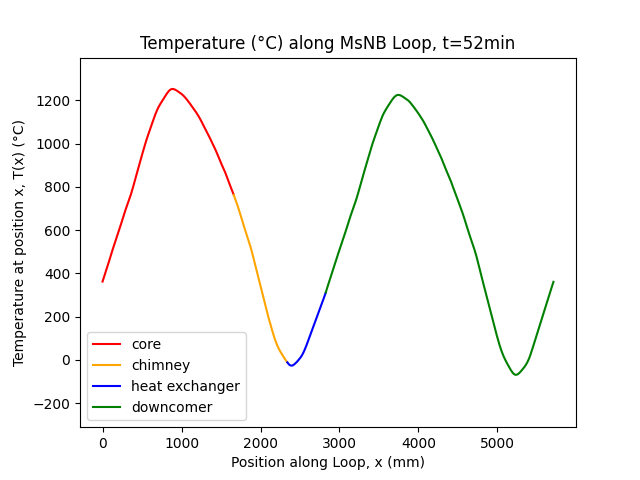 Temperature (°C) along MsNB Loop, t=52min
Temperature at position x, T(x) (°C)
1200
1000
800
600
400
200
0
−200
core
chimney
heat exchanger
downcomer
0 1000 2000 3000 4000 5000
Position along Loop, x (mm)